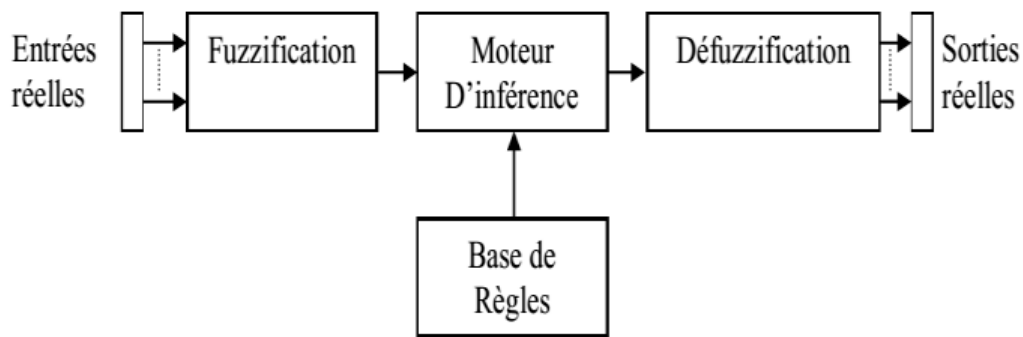 Entrées
réelles
Fuzzification
Moteur
D'inférence
Défuzzification
Sorties
réelles
Base de
Règles